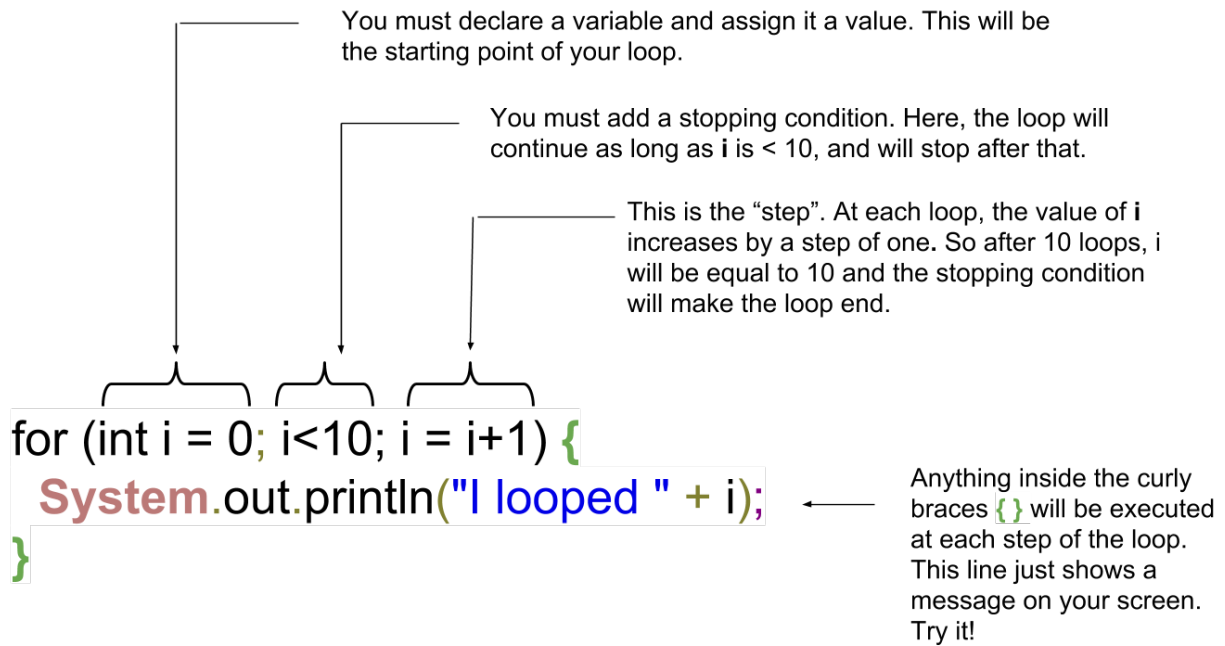 You must declare a variable and assign it a value. This will be
the starting point of your loop.
You must add a stopping condition. Here, the loop will
continue as long as i is < 10, and will stop after that.
This is the “step”. At each loop, the value of i
increases by a step of one. So after 10 loops, i
will be equal to 10 and the stopping condition
will make the loop end.
for (int i = 0; i<10; i = i+1) {
System.out.println("I looped " + i);
}
Anything inside the curly
braces { } will be executed
at each step of the loop.
This line just shows a
message on your screen.
Try it!